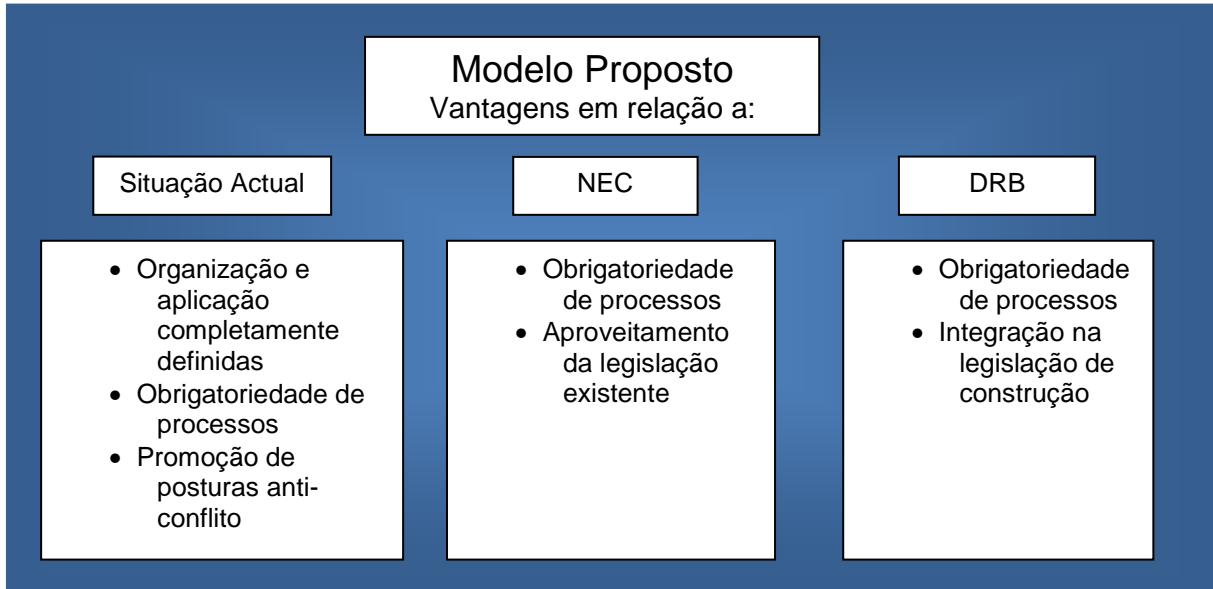 Modelo Proposto
Vantagens em relação a:
Situação Actual
• Organização e
aplicação
completamente
definidas
• Obrigatoriedade de
processos
• Promoção de
posturas anti-
conflito
NEC
• Obrigatoriedade
de processos
• Aproveitamento
da legislação
existente
DRB
• Obrigatoriedade
de processos
• Integração na
legislação de
construção